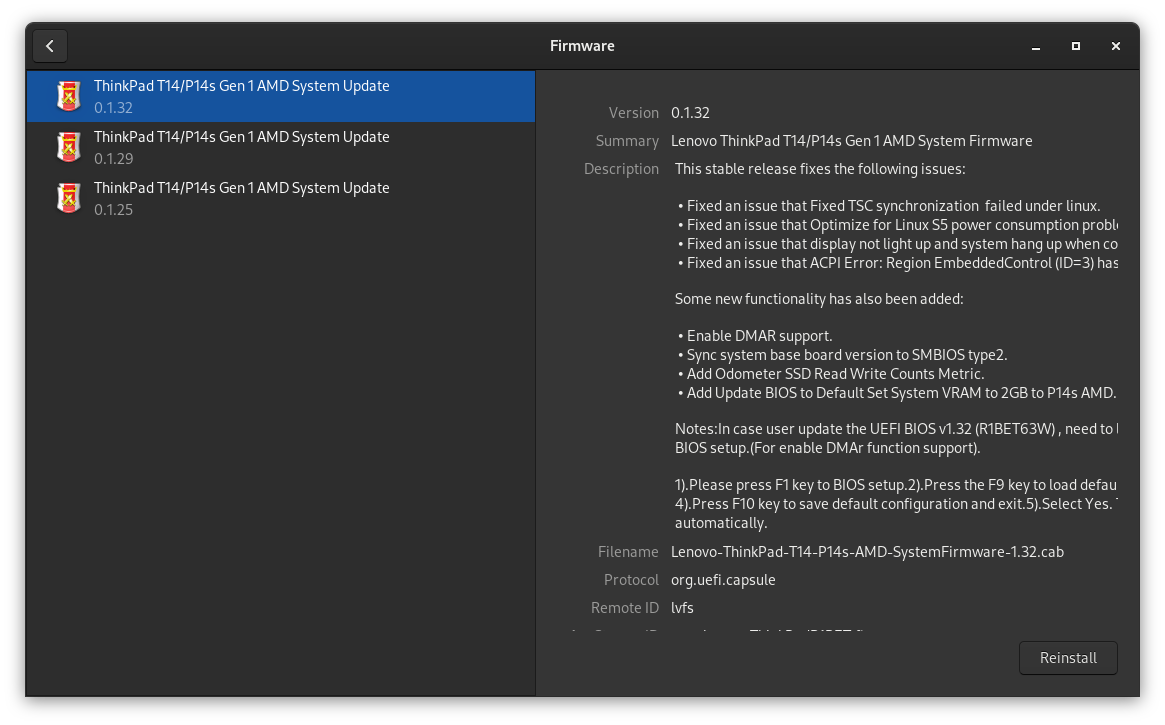 Firmware
ThinkPad T14/P14s Gen 1 AMD System Update
0.1.32
ThinkPad T14/P14s Gen 1 AMD System Update
0.1.29
ThinkPad T14/P14s Gen 1 AMD System Update
0.1.25
Version 0.1.32
Summary Lenovo ThinkPad T14/P14s Gen 1 AMD System Firmware
Description This stable release fixes the following issues:
• Fixed an issue that Fixed TSC synchronization  failed under linux.
• Fixed an issue that Optimize for Linux S5 power consumption
• Fixed an issue that display not light up and system hang up when
• Fixed an issue that ACPI Error: Region EmbeddedControl (ID=3) has
Some new functionality has also been added:
• Enable DMAR support.
• Sync system base board version to SMBIOS type2.
• Add Odometer SSD Read Write Counts Metric.
• Add Update BIOS to Default Set System VRAM to 2GB to P14s AMD.
Notes:In case user update the UEFI BIOS v1.32 (R1BET63W) , need to
BIOS setup.(For enable DMAr function support).
1).Please press F1 key to BIOS setup.2).Press the F9 key to load
4).Press F10 key to save default configuration and exit.5).Select Yes.
automatically.
Filename Lenovo-ThinkPad-T14-P14s-AMD-SystemFirmware-1.32.cab
Protocol org.uefi.capsule
Remote ID lvfs
Reinstall